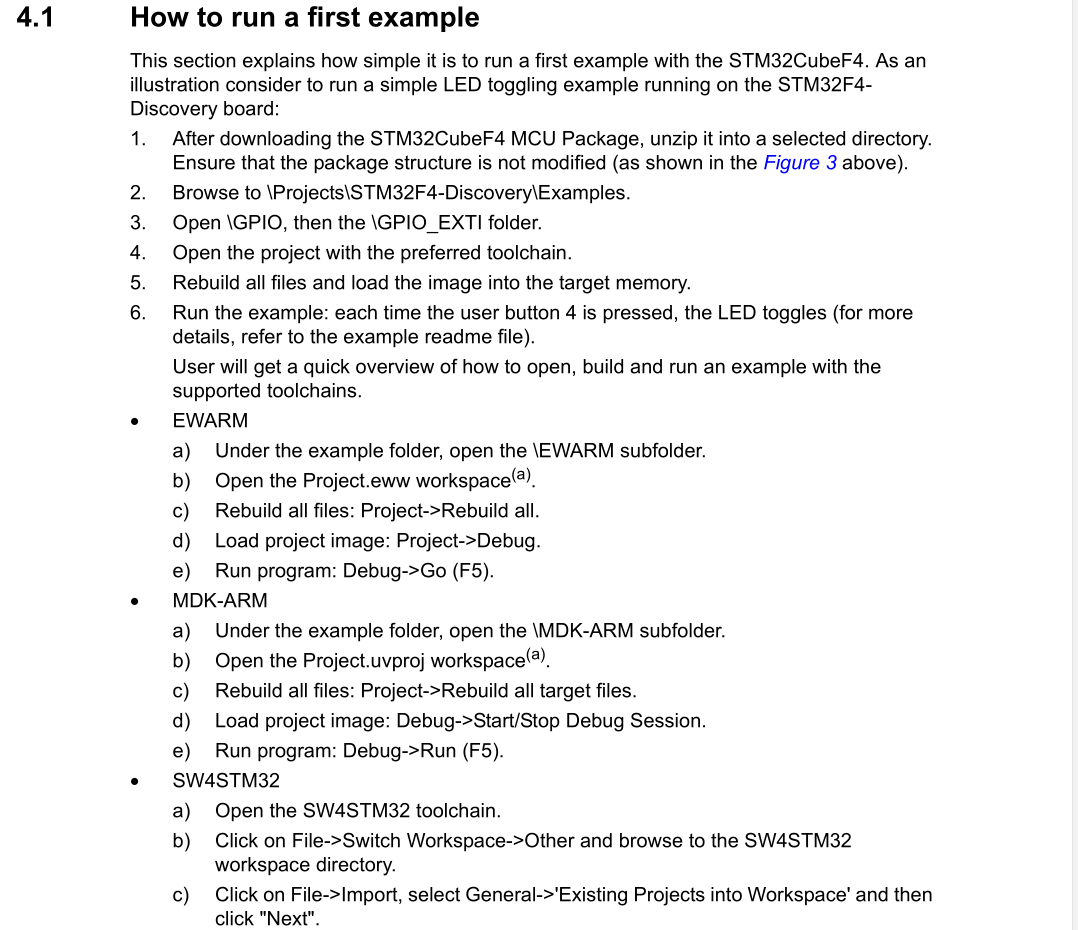 4.1 How to run a first example
This section explains how simple it is to run a first example with the STM32CubeF4. As an
illustration consider to run a simple LED toggling example running on the STM32F4-
Discovery board:
1. After downloading the STM32CubeF4 MCU Package, unzip it into a selected directory.
Ensure that the package structure is not modified (as shown in the Figure 3 above).
2. Browse to \Projects\STM32F4-Discovery\Examples.
3. Open \GPIO, then the \GPIO_EXTI folder.
4. Open the project with the preferred toolchain.
5. Rebuild all files and load the image into the target memory.
6. Run the example: each time the user button 4 is pressed, the LED toggles (for more
details, refer to the example readme file).
User will get a quick overview of how to open, build and run an example with the
supported toolchains.
• EWARM
a) Under the example folder, open the \EWARM subfolder.
b) Open the Project.eww workspace(a).
c) Rebuild all files: Project->Rebuild all.
d) Load project image: Project->Debug.
e) Run program: Debug->Go (F5).
• MDK-ARM
a) Under the example folder, open the \MDK-ARM subfolder.
b) Open the Project.uvproj workspace(a).
c) Rebuild all files: Project->Rebuild all target files.
d) Load project image: Debug->Start/Stop Debug Session.
e) Run program: Debug->Run (F5).
• SW4STM32
a) Open the SW4STM32 toolchain.
b) Click on File->Switch Workspace->Other and browse to the SW4STM32
workspace directory.
c) Click on File->Import, select General->'Existing Projects into Workspace' and then
click "Next".